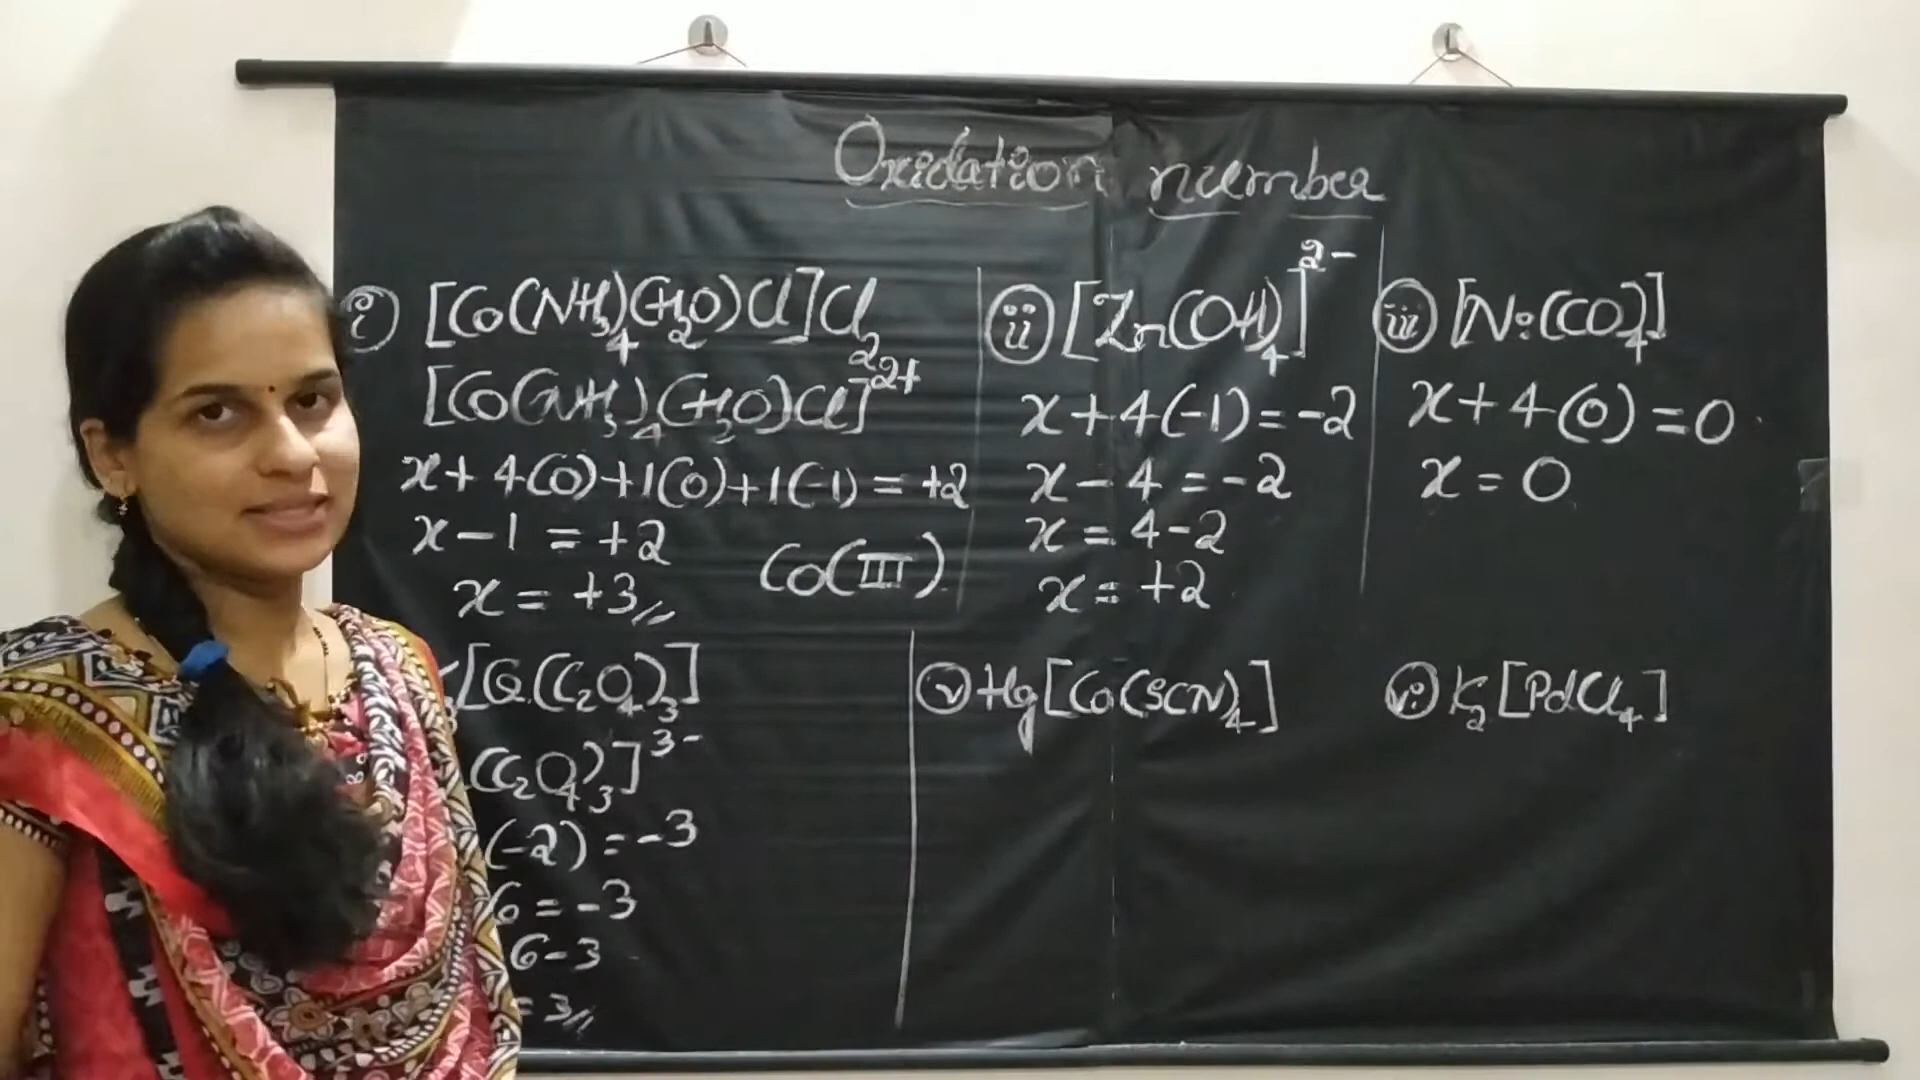 Oxidation number
(i) [Co(NH₃)₄(H₂O)Cl]Cl₂
[Co(NH₃)₄(H₂O)Cl]²⁺
x + 4(0) + 1(0) + 1(-1) = +2
x - 1 = +2
x = +3//
Co(III)
(ii) [Zn(OH)₄]²⁻
x + 4(-1) = -2
x - 4 = -2
x = 4 - 2
x = +2
(iii) [Ni(CO)₄]
x + 4(0) = 0
x = 0
₃[Cr(C₂O₄)₃]
(C₂O₄)₃]³⁻
(-2) = -3
6 = -3
6 - 3
= 3//
(v) Hg[Co(SCN)₄]
(vi) K₂[PdCl₄]